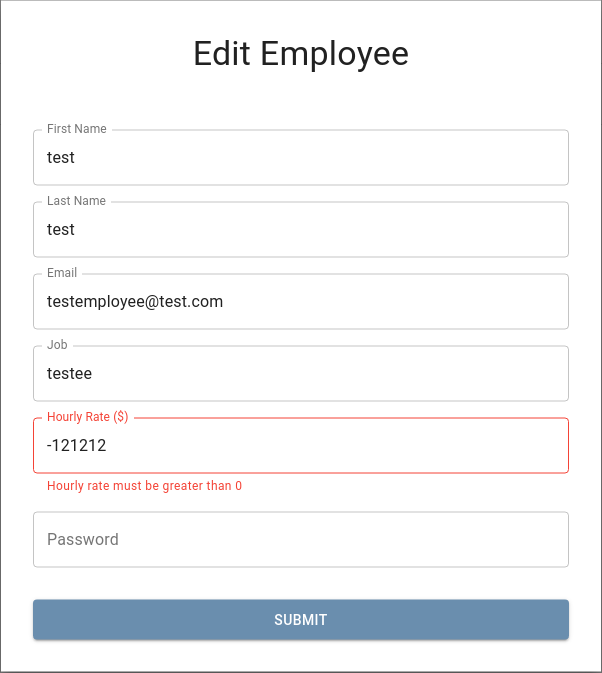 Edit Employee
First Name
test
Last Name
test
Email
testemployee@test.com
Job
testee
Hourly Rate ($)
-121212
Hourly rate must be greater than 0
Password
SUBMIT